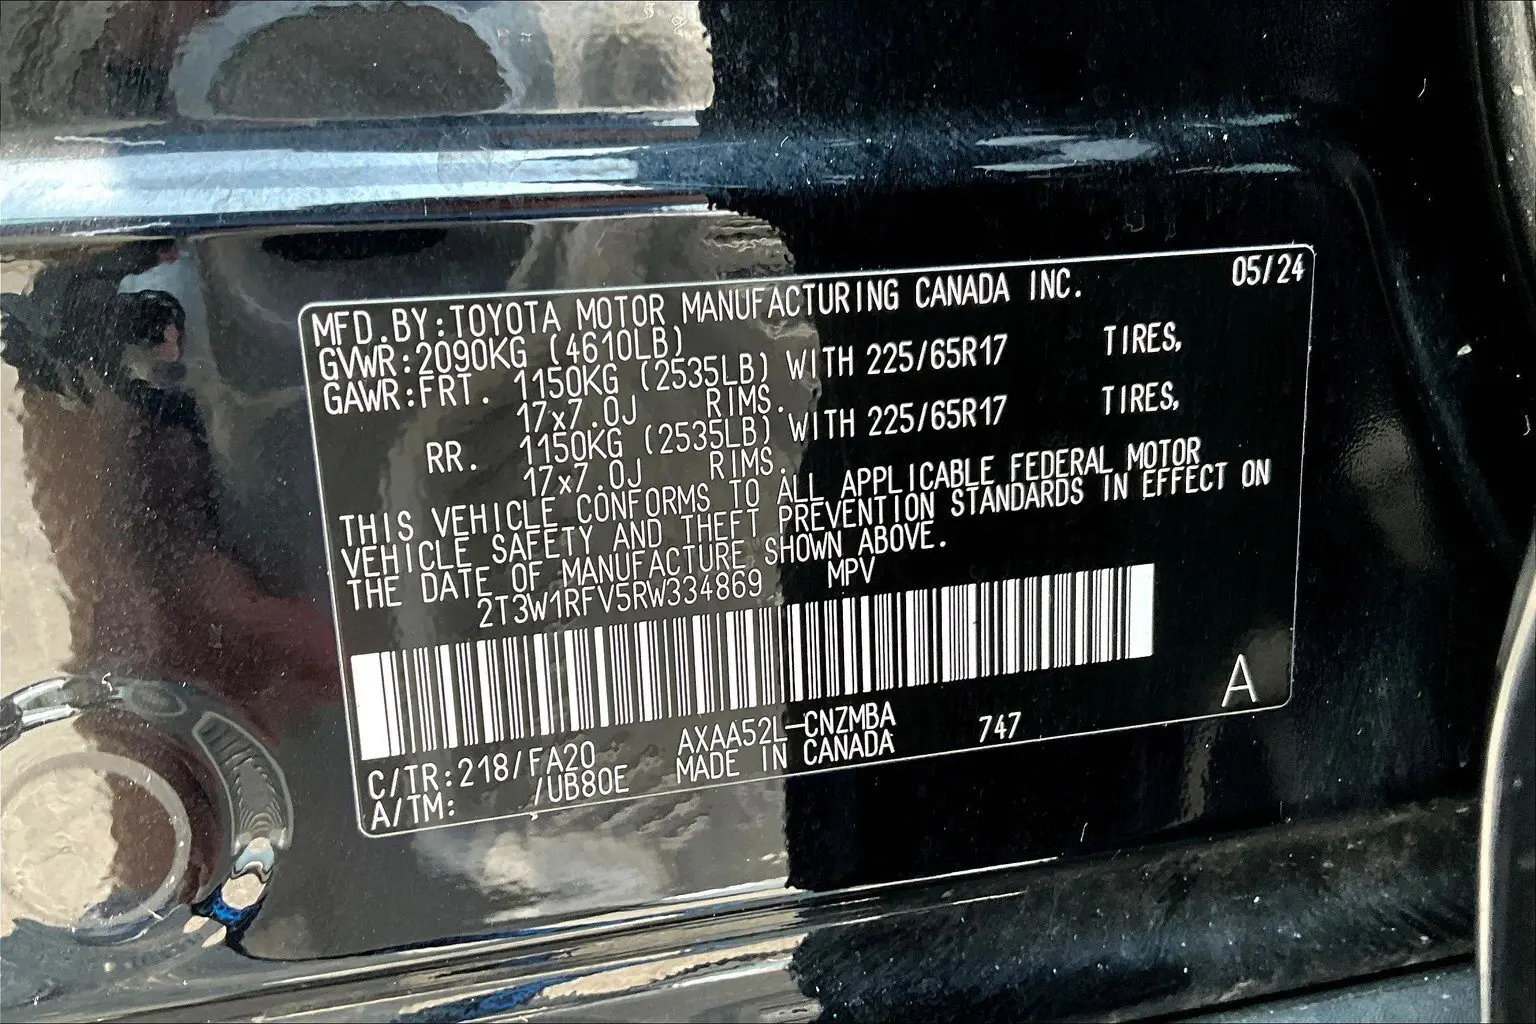 MFD.BY:TOYOTA MOTOR MANUFACTURING CANADA INC. 05/24
GVWR:2090KG (4610LB)
GAWR:FRT. 1150KG (2535LB) WITH 225/65R17 TIRES,
17x7.0J RIMS.
RR. 1150KG (2535LB) WITH 225/65R17 TIRES,
17x7.0J RIMS.
THIS VEHICLE CONFORMS TO ALL APPLICABLE FEDERAL MOTOR
VEHICLE SAFETY AND THEFT PREVENTION STANDARDS IN EFFECT ON
THE DATE OF MANUFACTURE SHOWN ABOVE.
2T3W1RFV5RW334869 MPV
A
C/TR:218/FA20 AXAA52L-CNZMBA 747
A/TM: /UB80E MADE IN CANADA